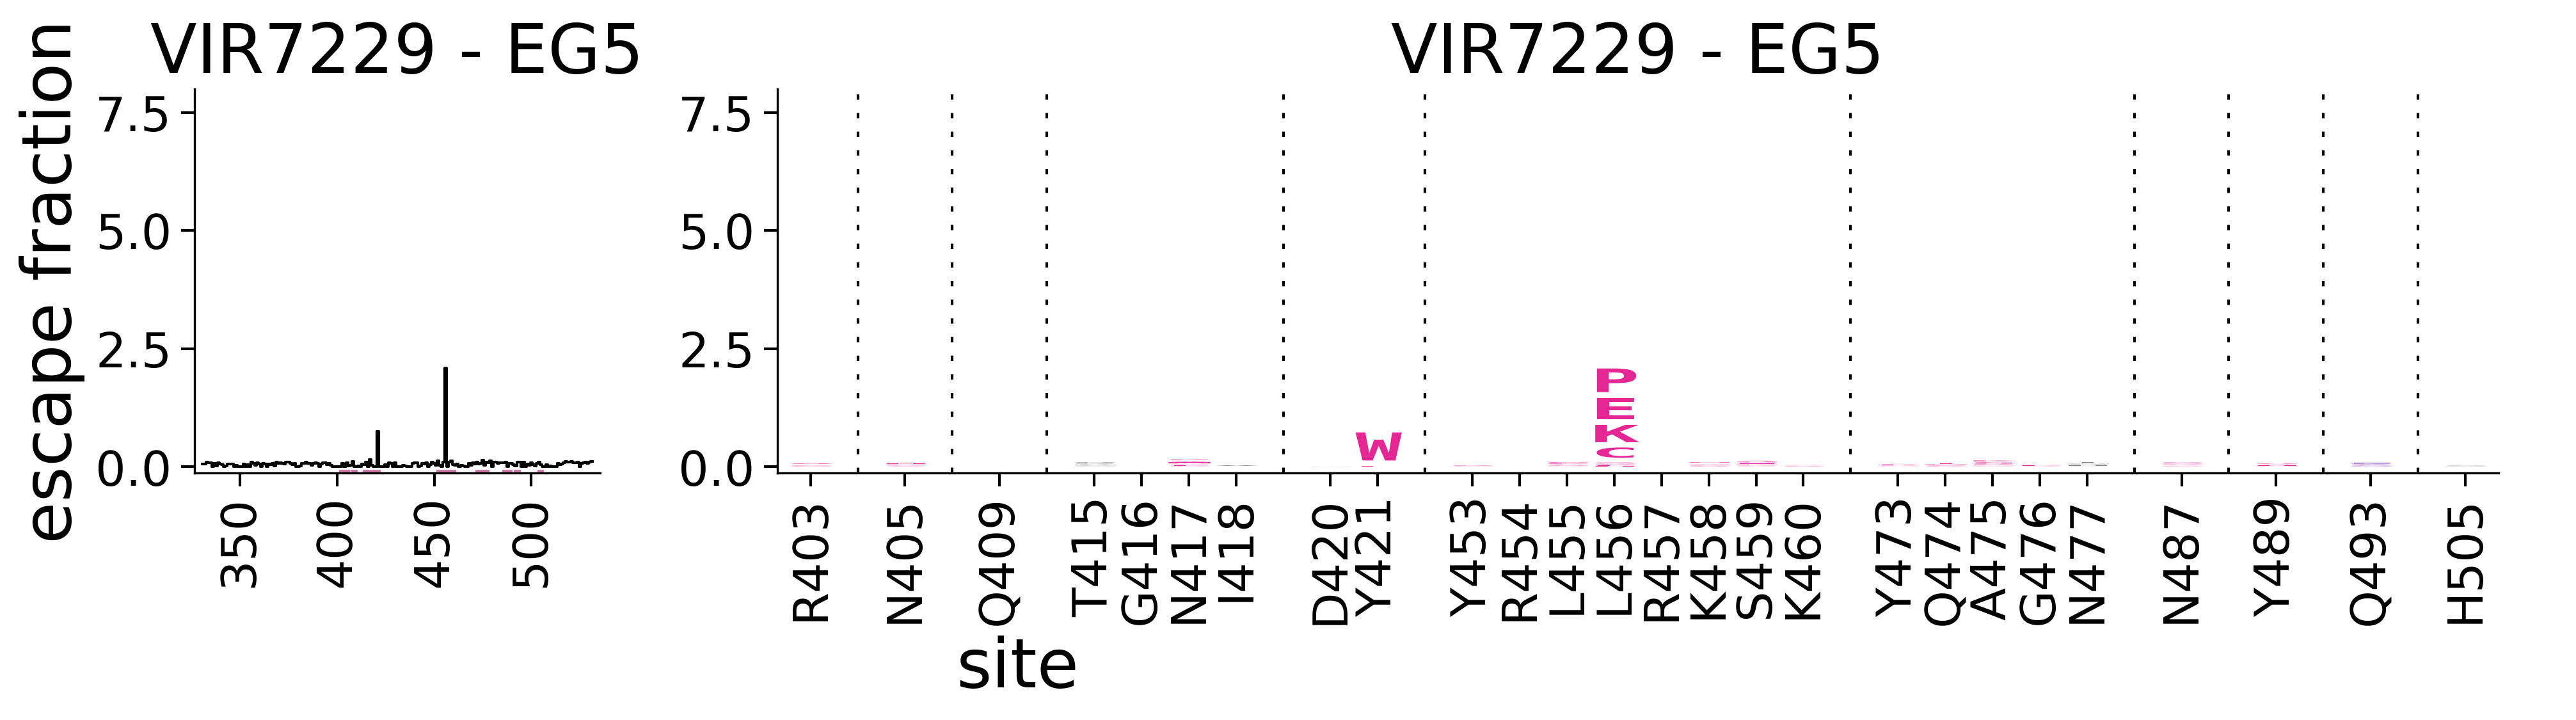 VIR7229 - EG5
VIR7229 - EG5
escape fraction
7.5
5.0
2.5
0.0
350
400
450
500
7.5
5.0
2.5
0.0
W
P
E
K
C
R403
N405
Q409
T415
G416
N417
I418
D420
Y421
Y453
R454
L455
L456
R457
K458
S459
K460
Y473
Q474
A475
G476
N477
N487
Y489
Q493
H505
site